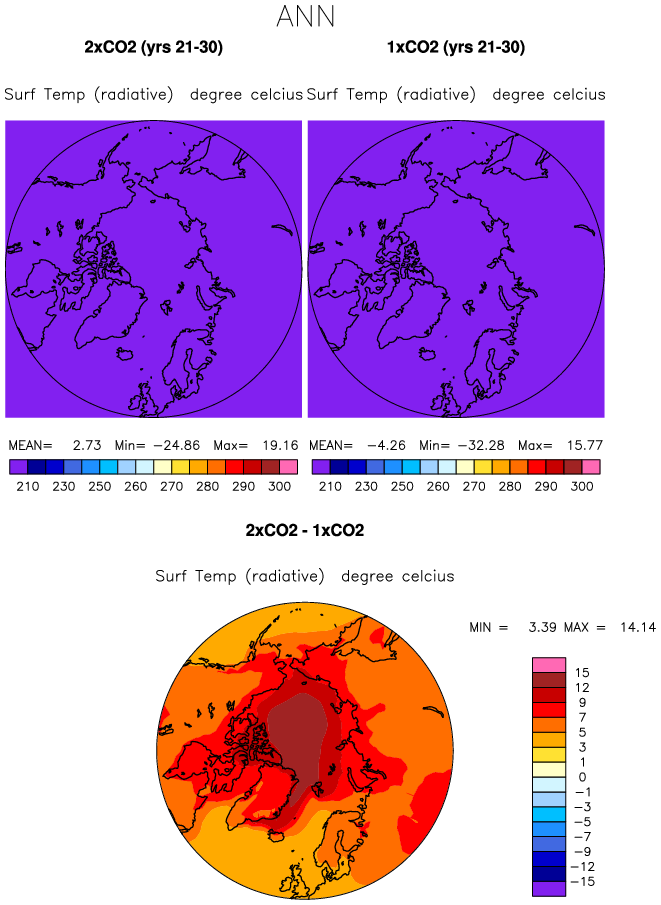 ANN
2xCO2 (yrs 21-30) 1xCO2 (yrs 21-30)
Surf Temp (radiative) degree celcius Surf Temp (radiative) degree celcius
MEAN= 2.73 Min= -24.86 Max= 19.16 MEAN= -4.26 Min= -32.28 Max= 15.77
210 230 250 260 270 280 290 300 210 230 250 260 270 280 290 300
2xCO2 - 1xCO2
Surf Temp (radiative) degree celcius
MIN = 3.39 MAX = 14.14
15
12
9
7
5
3
1
0
-1
-3
-5
-7
-9
-12
-15